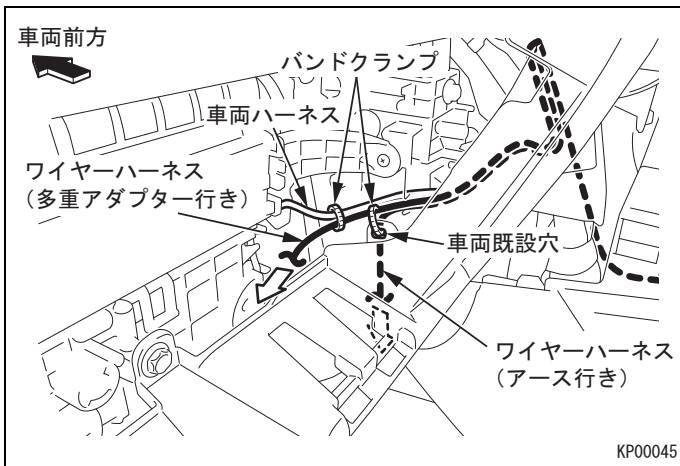 車両前方
バンドクランプ
車両ハーネス
ワイヤーハーネス
（多重アダプター行き）
車両既設穴
ワイヤーハーネス
（アース行き）
KP00045